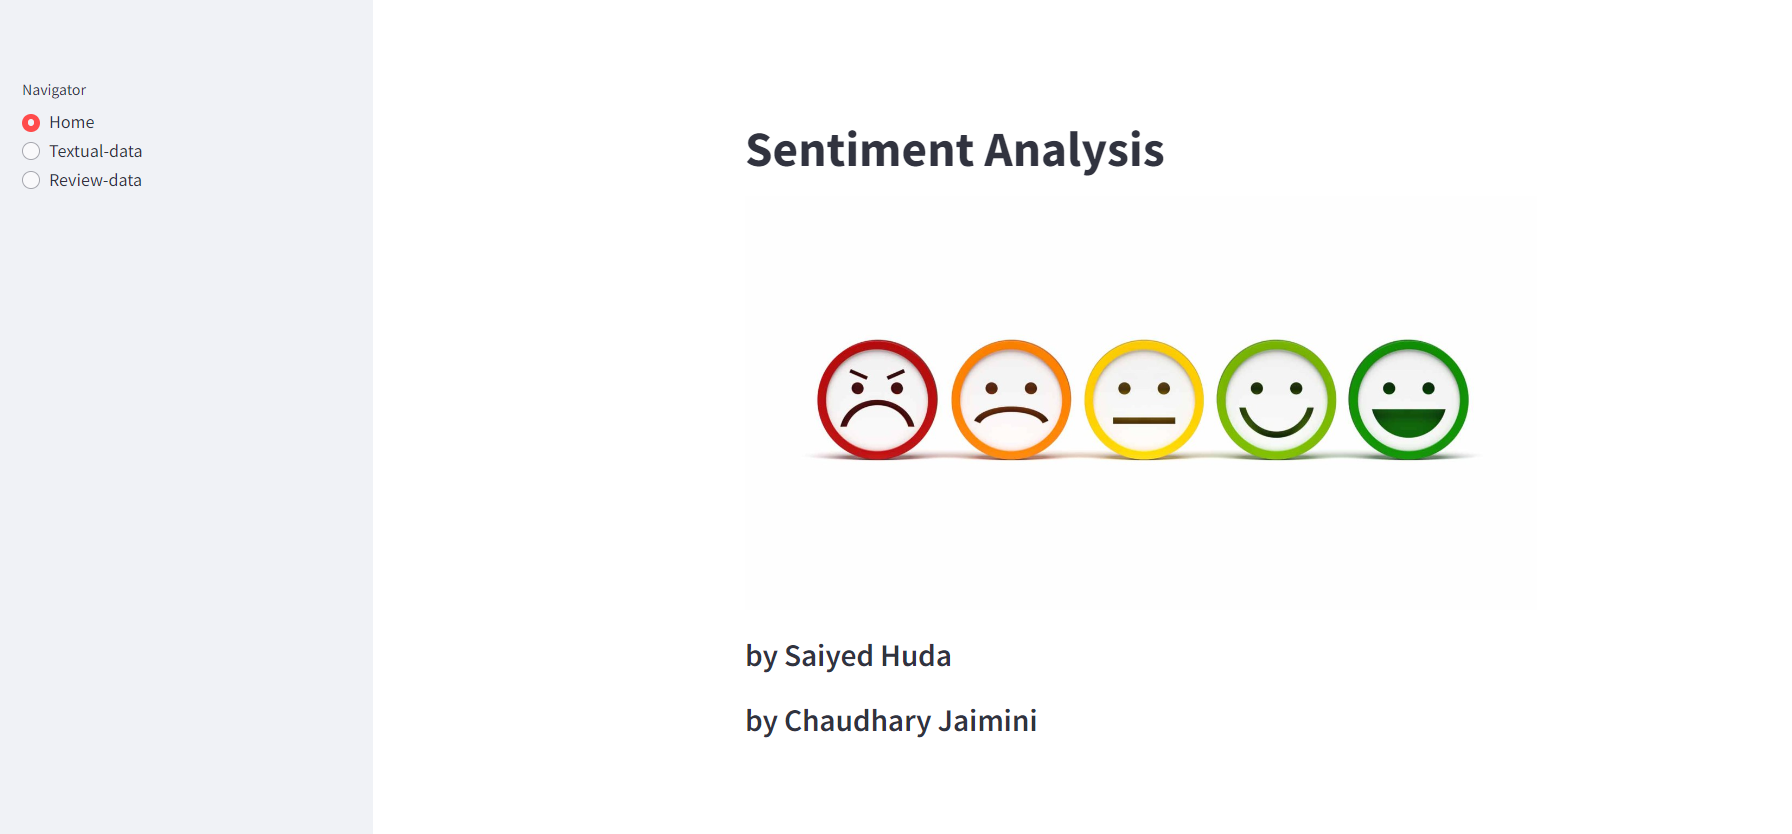 Navigator
Home
Textual-data
Review-data
Sentiment Analysis
by Saiyed Huda
by Chaudhary Jaimini